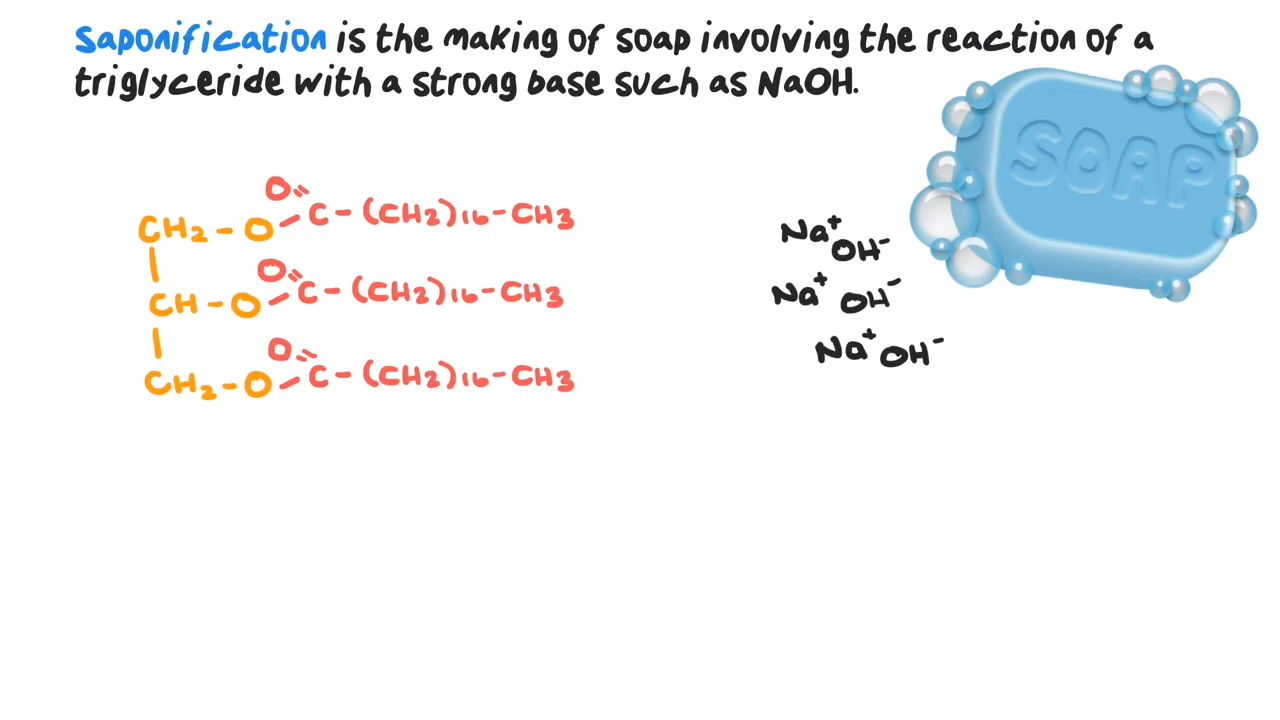 Saponification is the making of soap involving the reaction of a
triglyceride with a strong base such as NaOH.
SOAP
O
CH2 - O - C - (CH2)16 - CH3
O
CH - O - C - (CH2)16 - CH3
O
CH2 - O - C - (CH2)16 - CH3
Na+ OH-
Na+ OH-
Na+ OH-